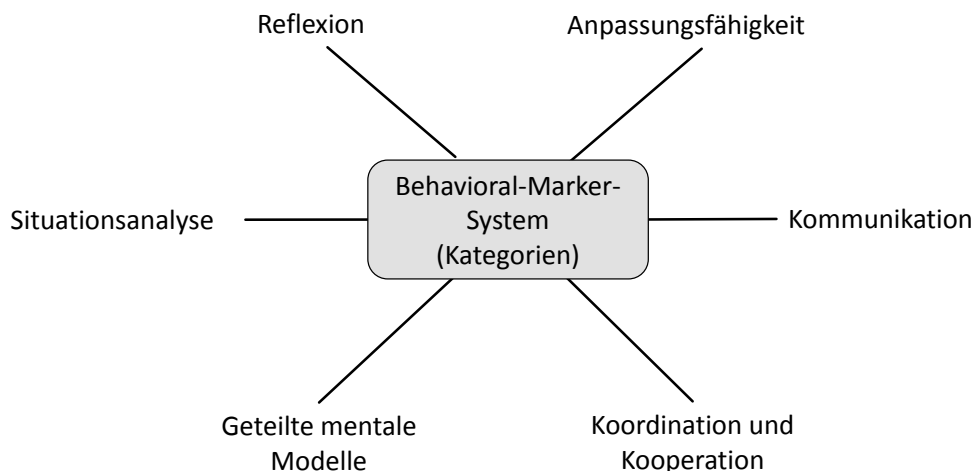 Reflexion
Anpassungsfähigkeit
Situationsanalyse
Behavioral-Marker-
System
(Kategorien)
Kommunikation
Geteilte mentale
Modelle
Koordination und
Kooperation